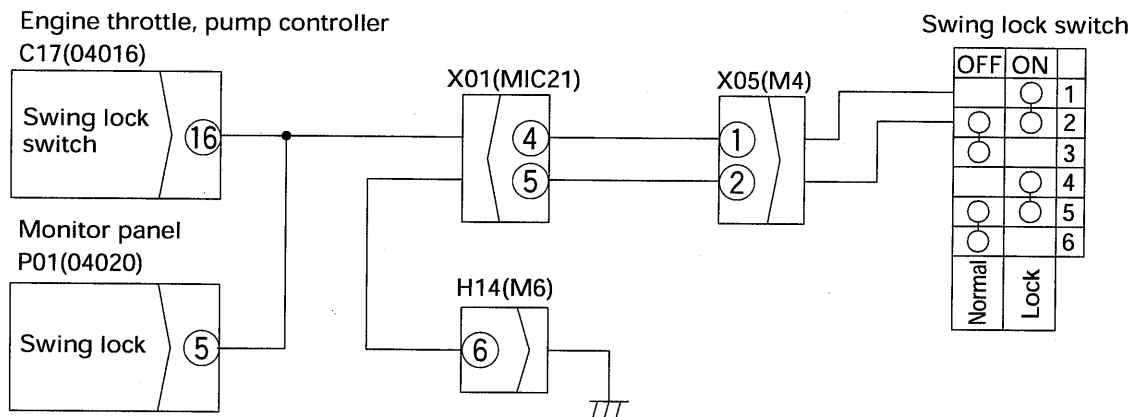 Engine throttle, pump controller
C17(04016)
Swing lock
switch
16
Monitor panel
P01(04020)
Swing lock
5
X01(MIC21)
4
5
H14(M6)
6
X05(M4)
1
2
Swing lock switch
OFF ON
1
2
3
4
5
6
Normal
Lock